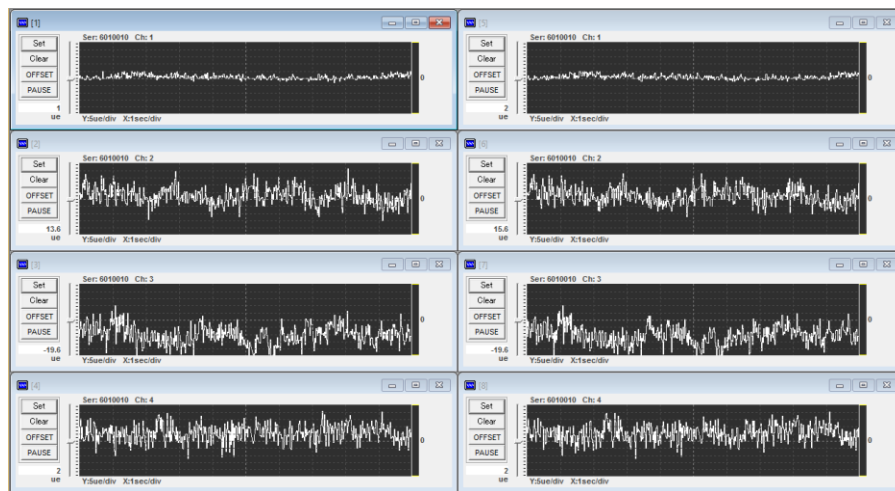 [1]
Ser: 6010010 Ch: 1
Set
Clear
OFFSET
PAUSE
0
1
ue
Y:5ue/div X:1sec/div
[5]
Ser: 6010010 Ch: 1
Set
Clear
OFFSET
PAUSE
0
2
ue
Y:5ue/div X:1sec/div
[2]
Ser: 6010010 Ch: 2
Set
Clear
OFFSET
PAUSE
0
13.6
ue
Y:5ue/div X:1sec/div
[6]
Ser: 6010010 Ch: 2
Set
Clear
OFFSET
PAUSE
0
15.6
ue
Y:5ue/div X:1sec/div
[3]
Ser: 6010010 Ch: 3
Set
Clear
OFFSET
PAUSE
0
-19.6
ue
Y:5ue/div X:1sec/div
[7]
Ser: 6010010 Ch: 3
Set
Clear
OFFSET
PAUSE
0
-19.6
ue
Y:5ue/div X:1sec/div
[4]
Ser: 6010010 Ch: 4
Set
Clear
OFFSET
PAUSE
0
2
ue
Y:5ue/div X:1sec/div
[8]
Ser: 6010010 Ch: 4
Set
Clear
OFFSET
PAUSE
0
2
ue
Y:5ue/div X:1sec/div